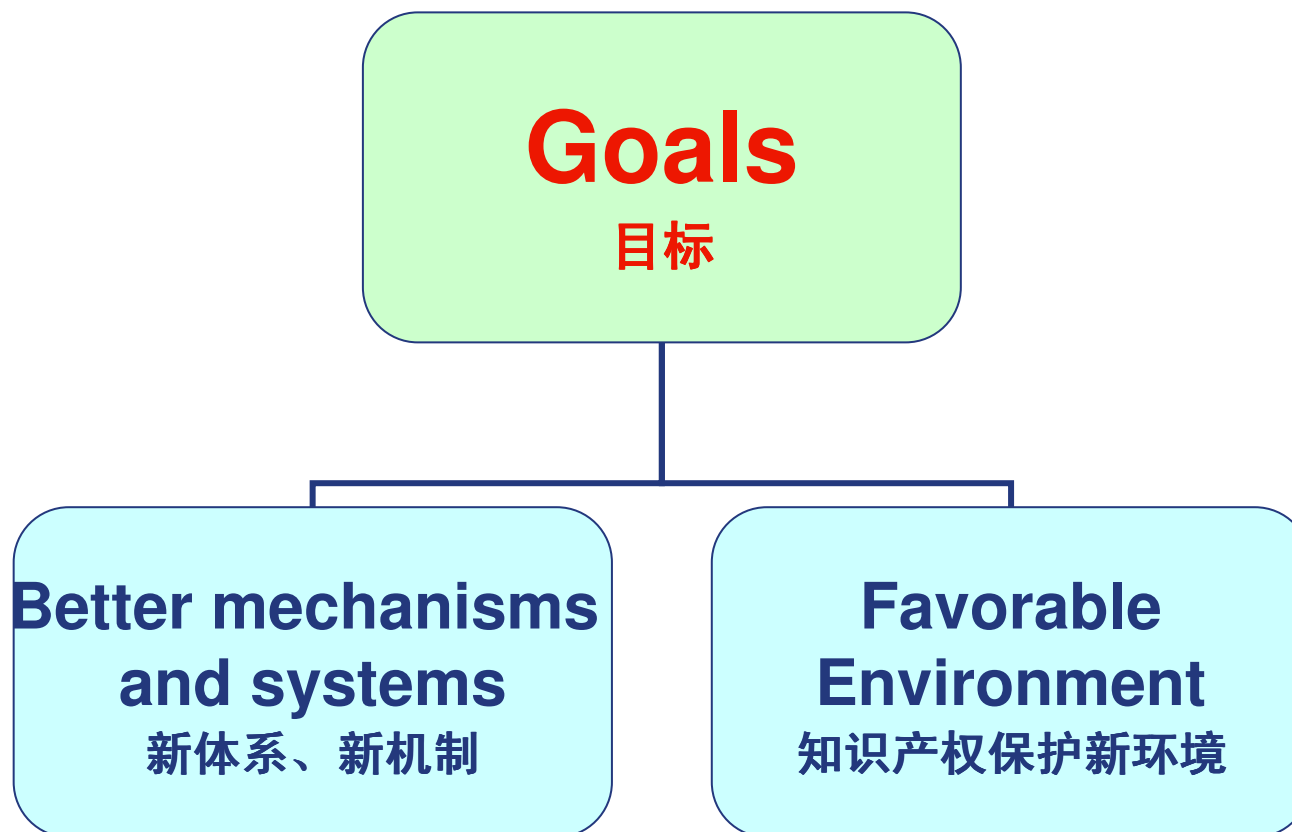 Goals
目标
Better mechanisms
and systems
新体系、新机制
Favorable
Environment
知识产权保护新环境